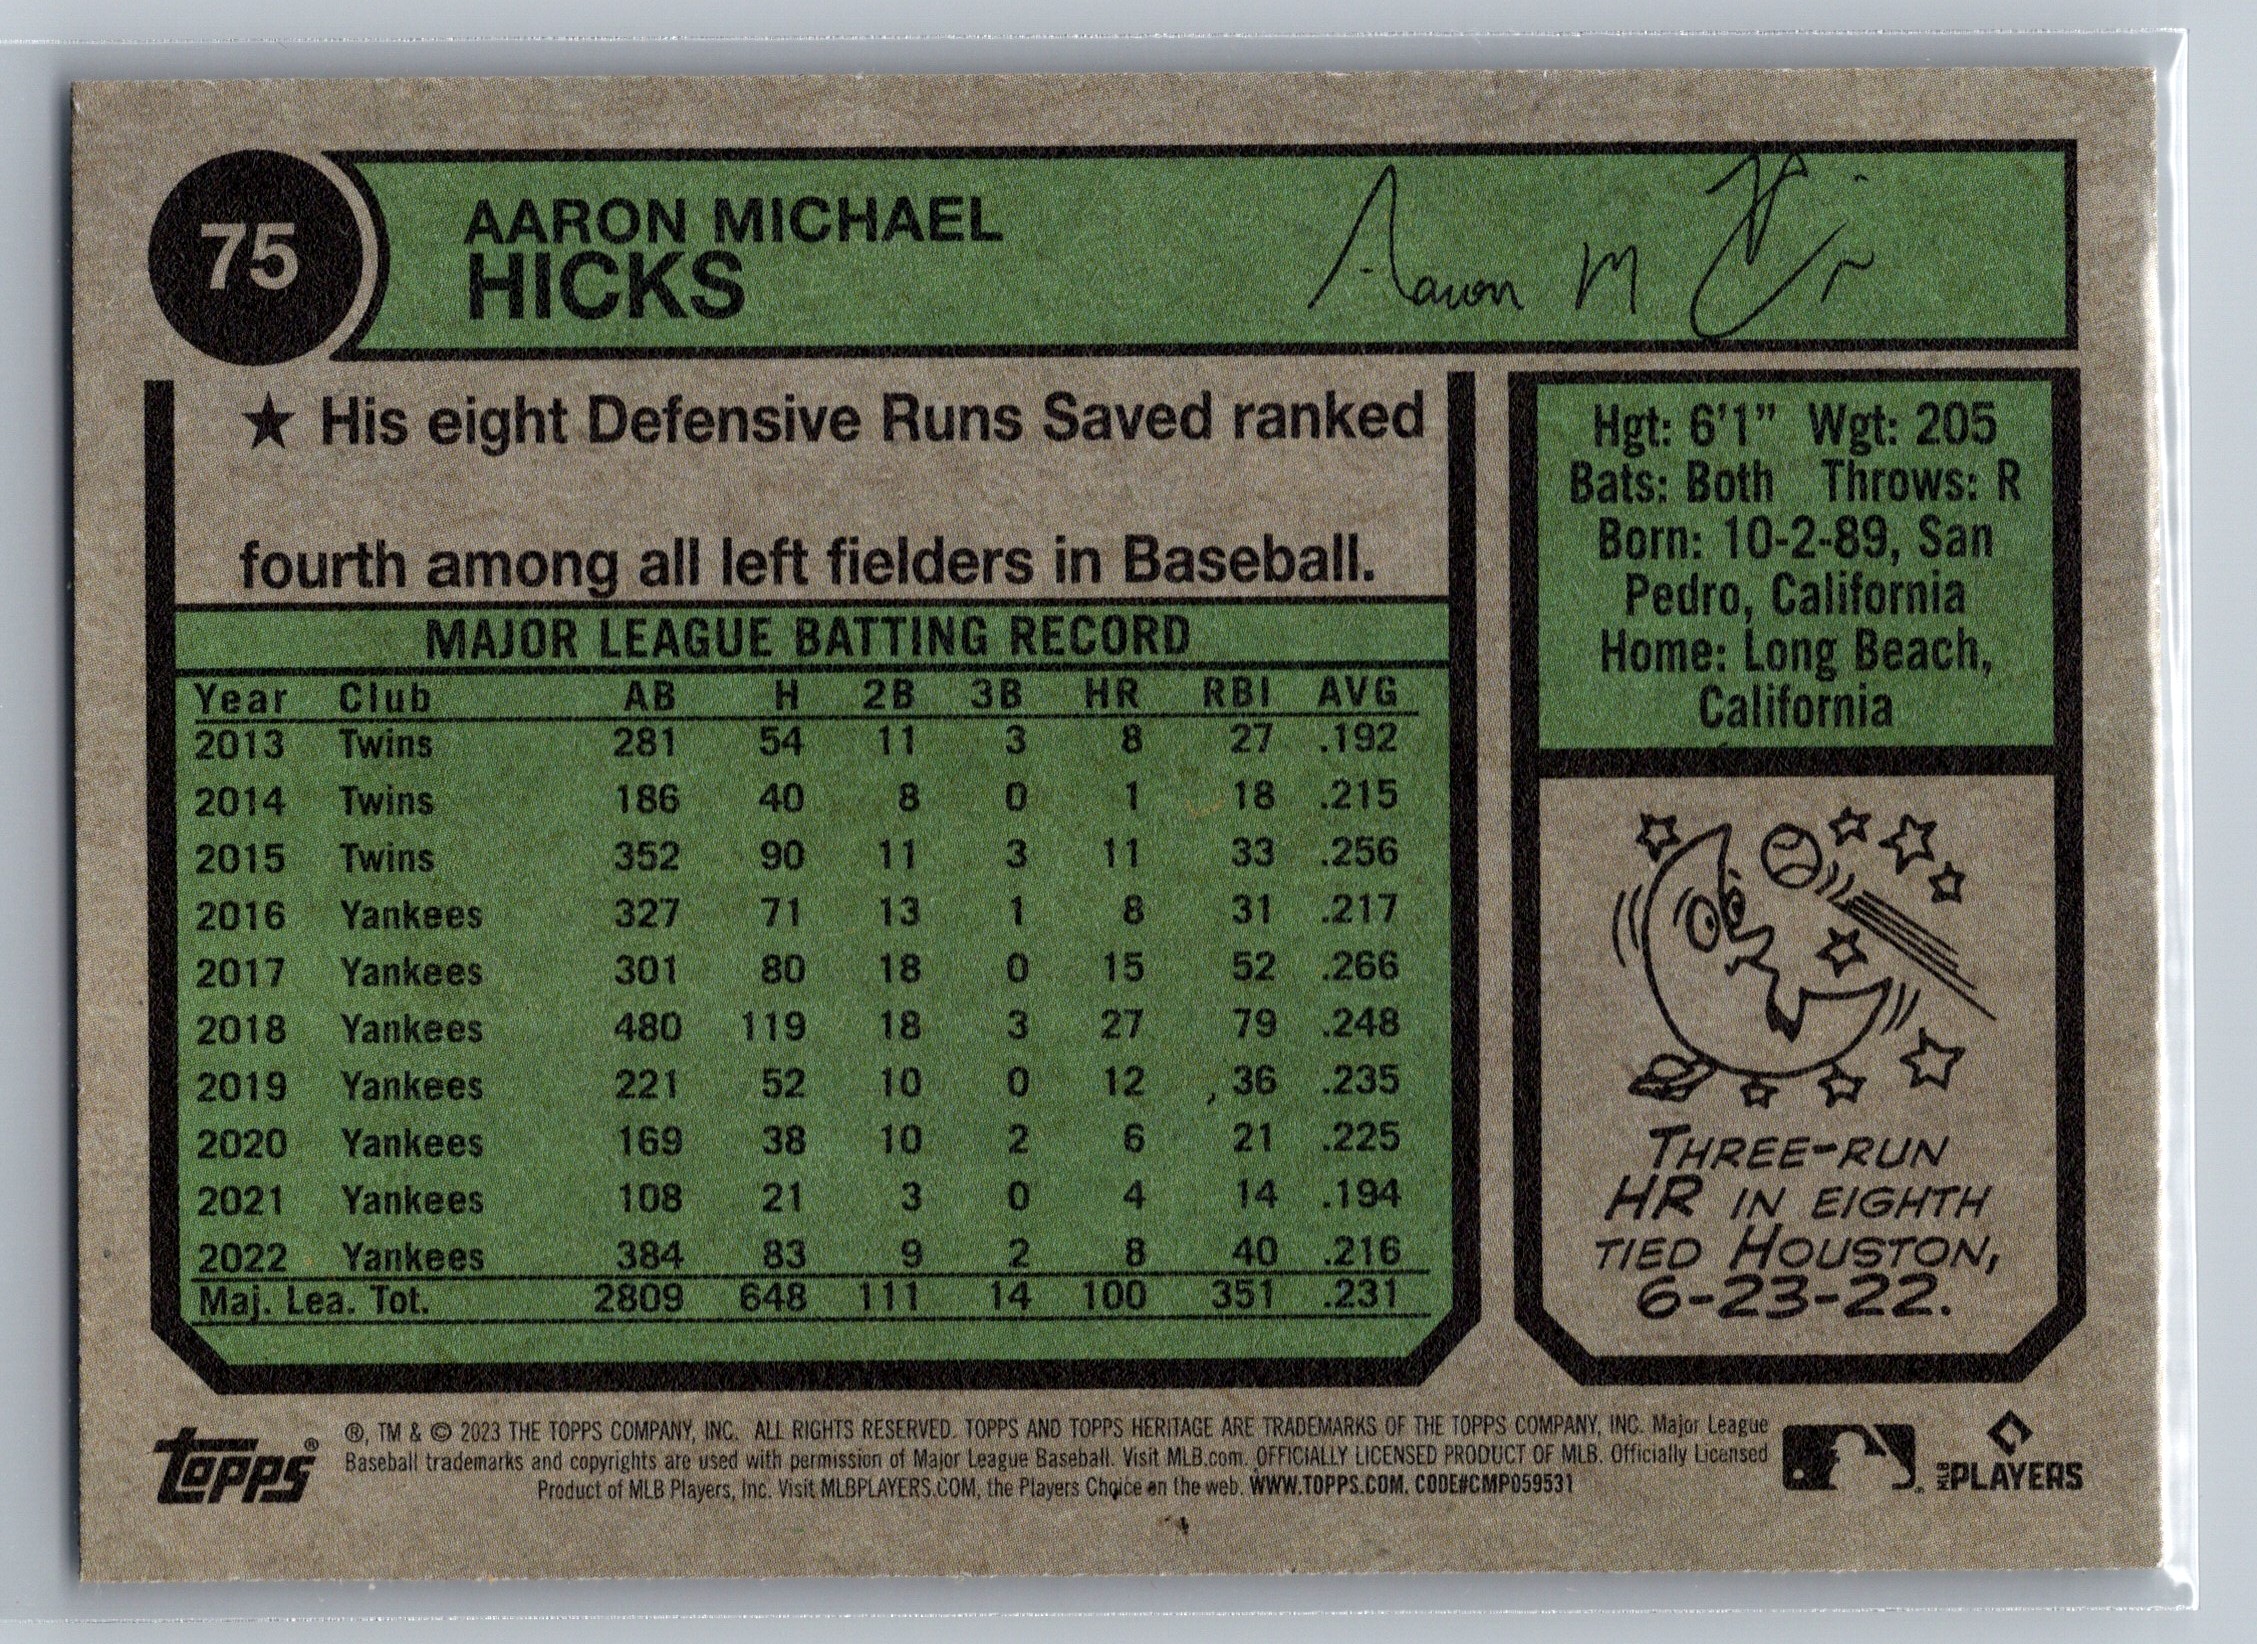 75
AARON MICHAEL
HICKS
Aaron M Hi
★ His eight Defensive Runs Saved ranked
fourth among all left fielders in Baseball.
MAJOR LEAGUE BATTING RECORD
Year Club AB H 2B 3B HR RBI AVG
2013 Twins 281 54 11 3 8 27 .192
2014 Twins 186 40 8 0 1 18 .215
2015 Twins 352 90 11 3 11 33 .256
2016 Yankees 327 71 13 1 8 31 .217
2017 Yankees 301 80 18 0 15 52 .266
2018 Yankees 480 119 18 3 27 79 .248
2019 Yankees 221 52 10 0 12 36 .235
2020 Yankees 169 38 10 2 6 21 .225
2021 Yankees 108 21 3 0 4 14 .194
2022 Yankees 384 83 9 2 8 40 .216
Maj. Lea. Tot. 2809 648 111 14 100 351 .231
Hgt: 6'1” Wgt: 205
Bats: Both Throws: R
Born: 10-2-89, San
Pedro, California
Home: Long Beach,
California
THREE-RUN
HR IN EIGHTH
TIED HOUSTON,
6-23-22.
topps®
®, TM & © 2023 THE TOPPS COMPANY, INC. ALL RIGHTS RESERVED. TOPPS AND TOPPS HERITAGE ARE TRADEMARKS OF THE TOPPS COMPANY, INC. Major League
Baseball trademarks and copyrights are used with permission of Major League Baseball. Visit MLB.com. OFFICIALLY LICENSED PRODUCT OF MLB. Officially Licensed
Product of MLB Players, Inc. Visit MLBPLAYERS.COM, the Players Choice on the web. WWW.TOPPS.COM. CODE#CMP059531
MLB PLAYERS